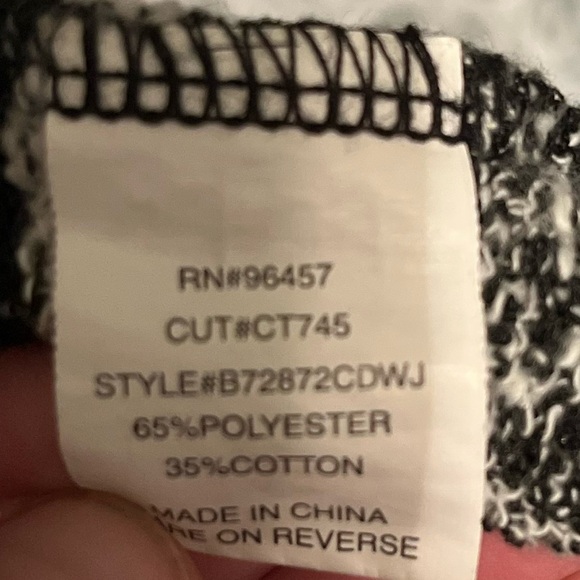 RN#96457
CUT#CT745
STYLE#B72872CDWJ
65%POLYESTER
35%COTTON
MADE IN CHINA
ON REVERSE